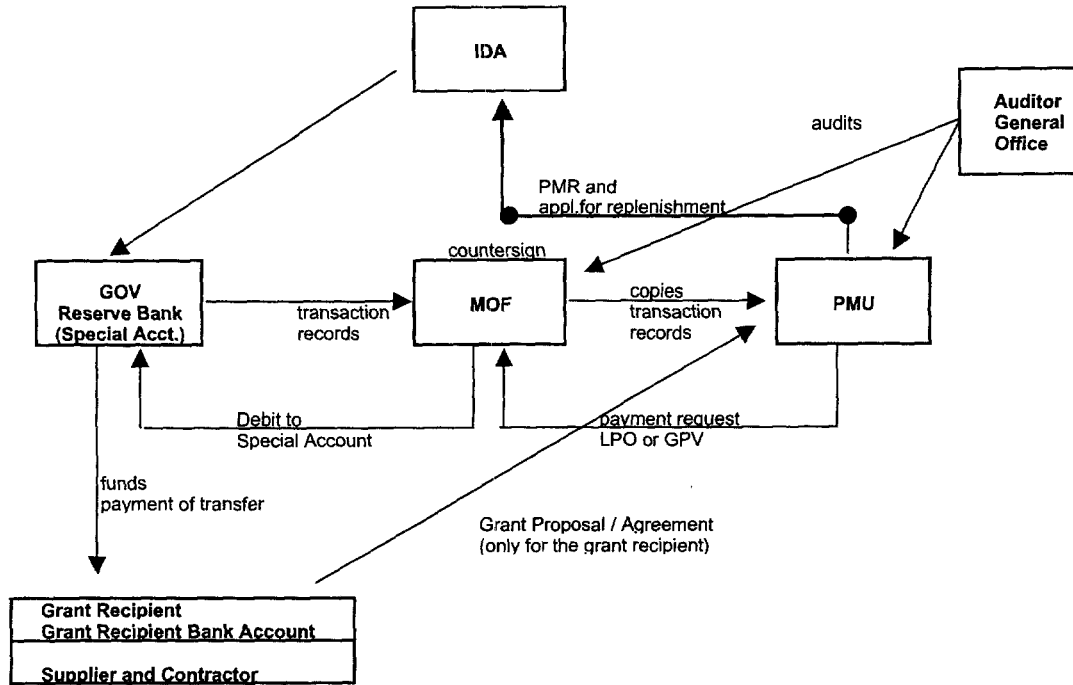 IDA
Auditor
General
Office
audits
PMR and
appl.for replenishment
countersign
GOV
Reserve Bank
(Special Acct.)
transaction
records
MOF
copies
transaction
records
PMU
Debit to
Special Account
payment request
LPO or GPV
funds
payment of transfer
Grant Proposal / Agreement
(only for the grant recipient)
Grant Recipient
Grant Recipient Bank Account
Supplier and Contractor